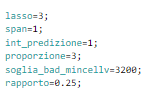 lasso=3;
span=1;
int_predizione=1;
proporzione=3;
soglia_bad_mincellv=3200;
rapporto=0.25;